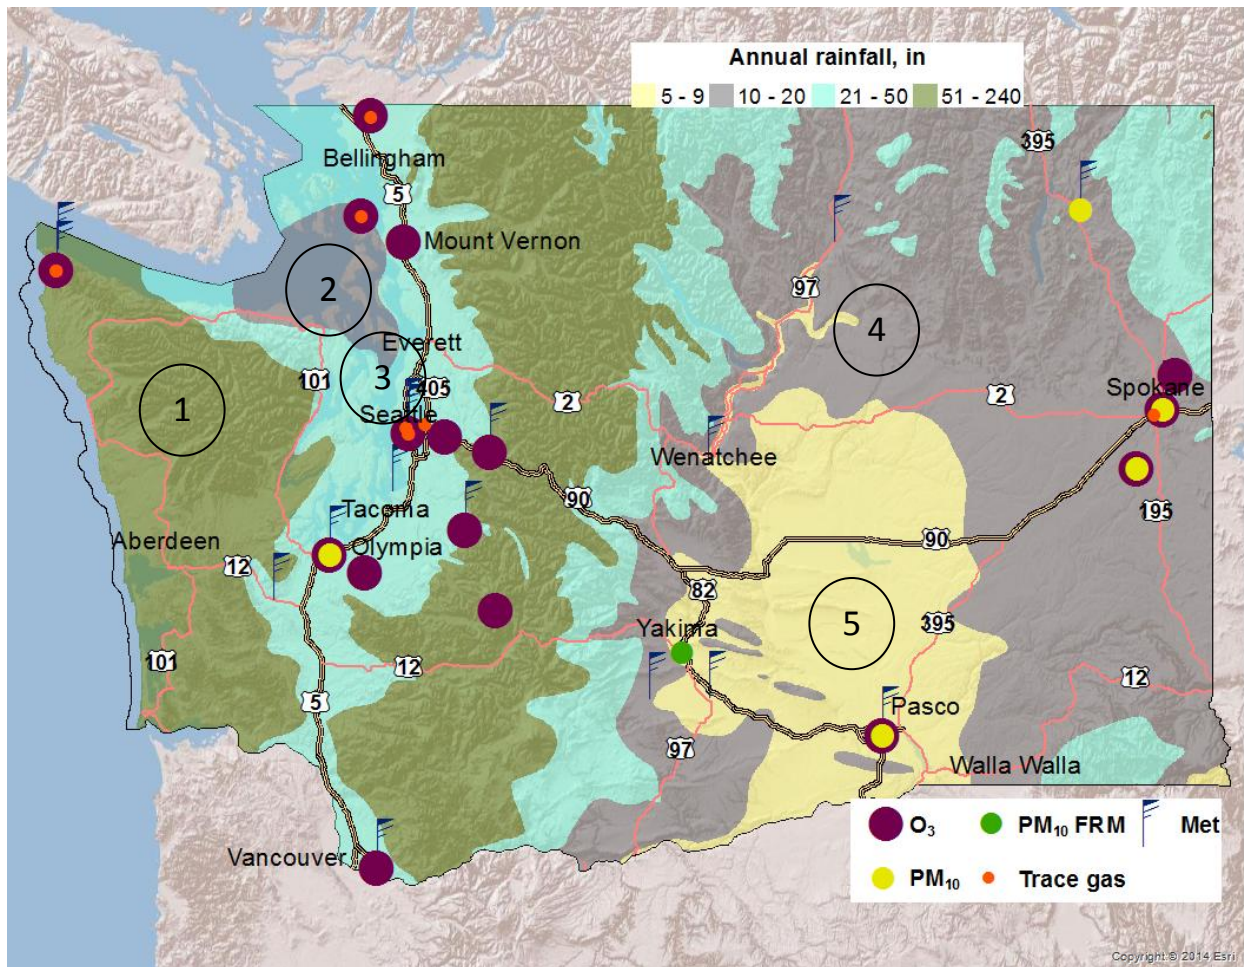 Annual rainfall, in
5 - 9 10 - 20 21 - 50 51 - 240
395
Bellingham
5
Mount Vernon
2
97
4
Everett
3
101
405
1
Seattle
2
2
Spokane
Wenatchee
90
Tacoma
195
Aberdeen
Olympia
90
12
82
5
395
Yakima
101
12
12
5
Pasco
97
Walla Walla
O₃ PM₁₀ FRM Met
Vancouver
PM₁₀ Trace gas
Copyright © 2014 Esri